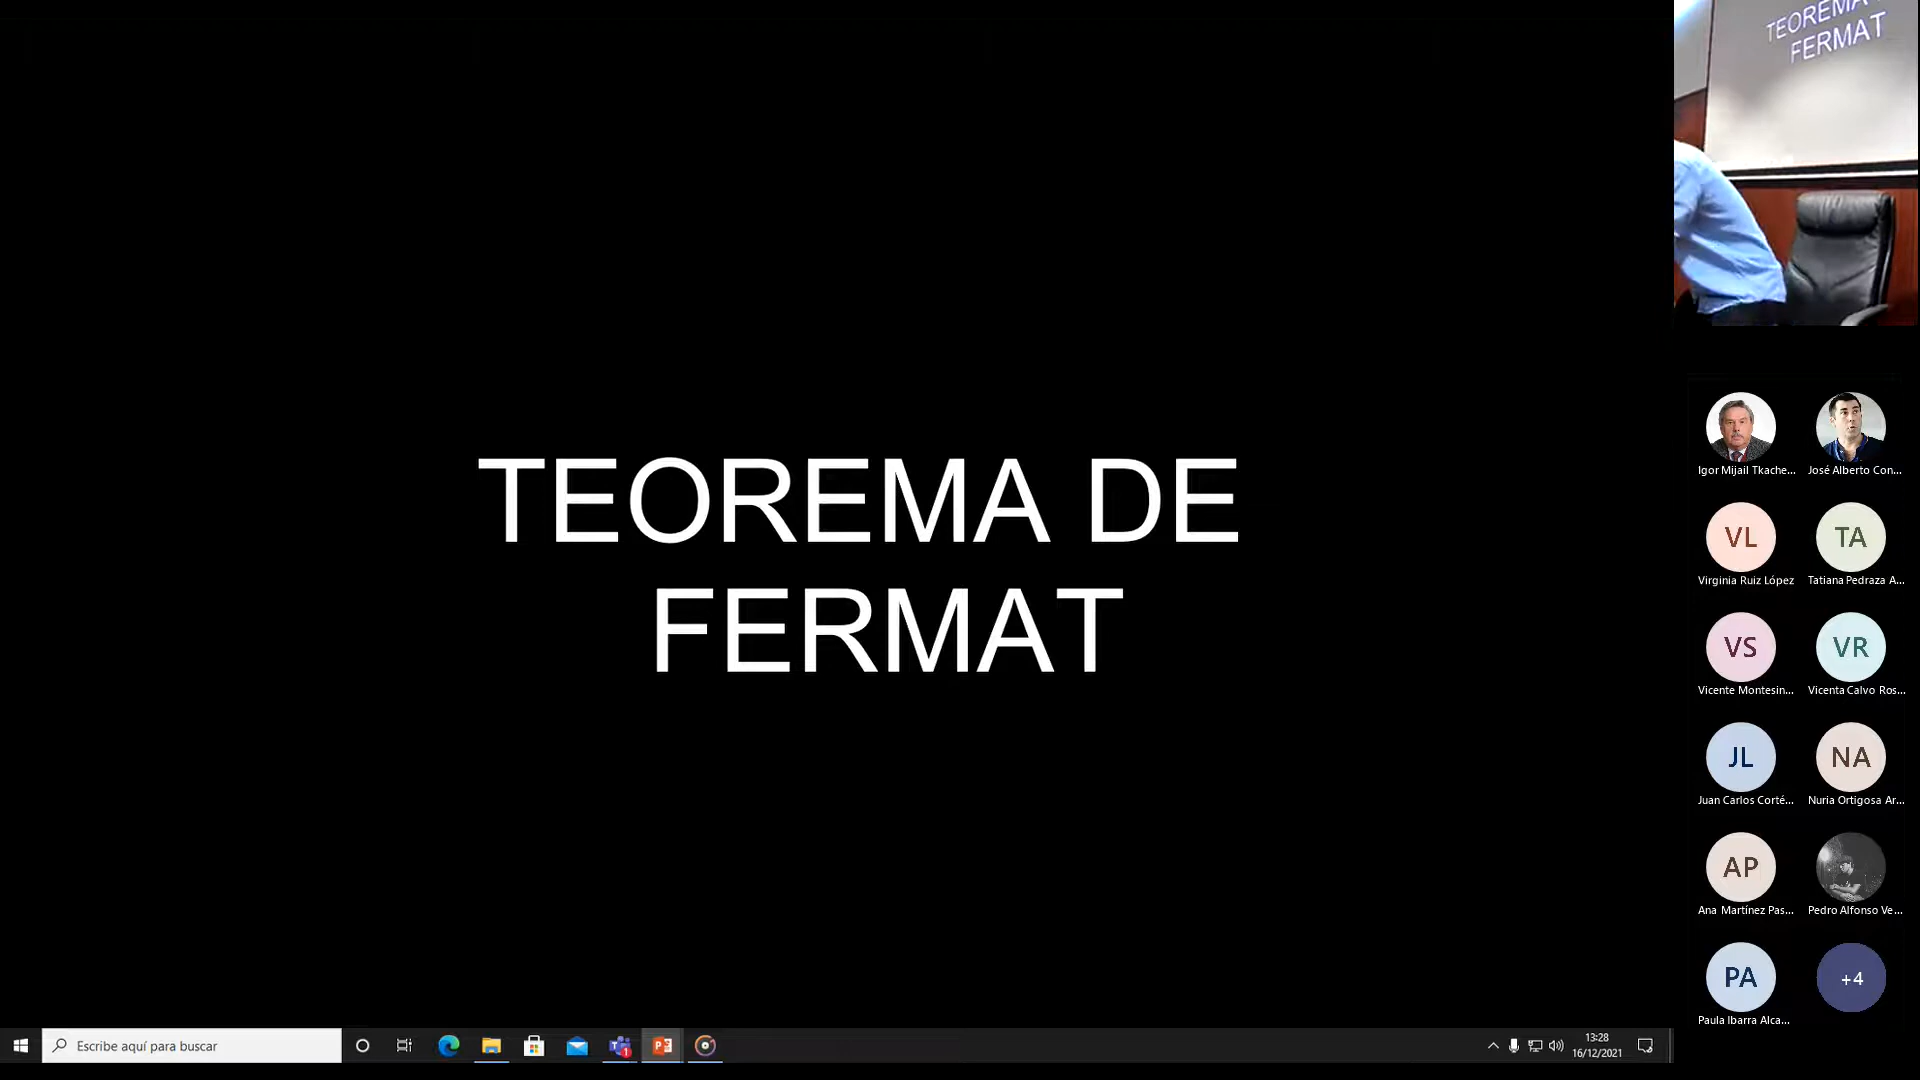 TEOREMA DE
FERMAT
TEOREMA
FERMAT
Igor Mijail Tkache...
José Alberto Con...
VL
Virginia Ruiz López
TA
Tatiana Pedraza A...
VS
Vicente Montesin...
VR
Vicenta Calvo Ros...
JL
Juan Carlos Corté...
NA
Nuria Ortigosa Ar...
AP
Ana Martínez Pas...
Pedro Alfonso Ve...
PA
Paula Ibarra Alca...
+4
Escribe aquí para buscar
1
13:28
16/12/2021